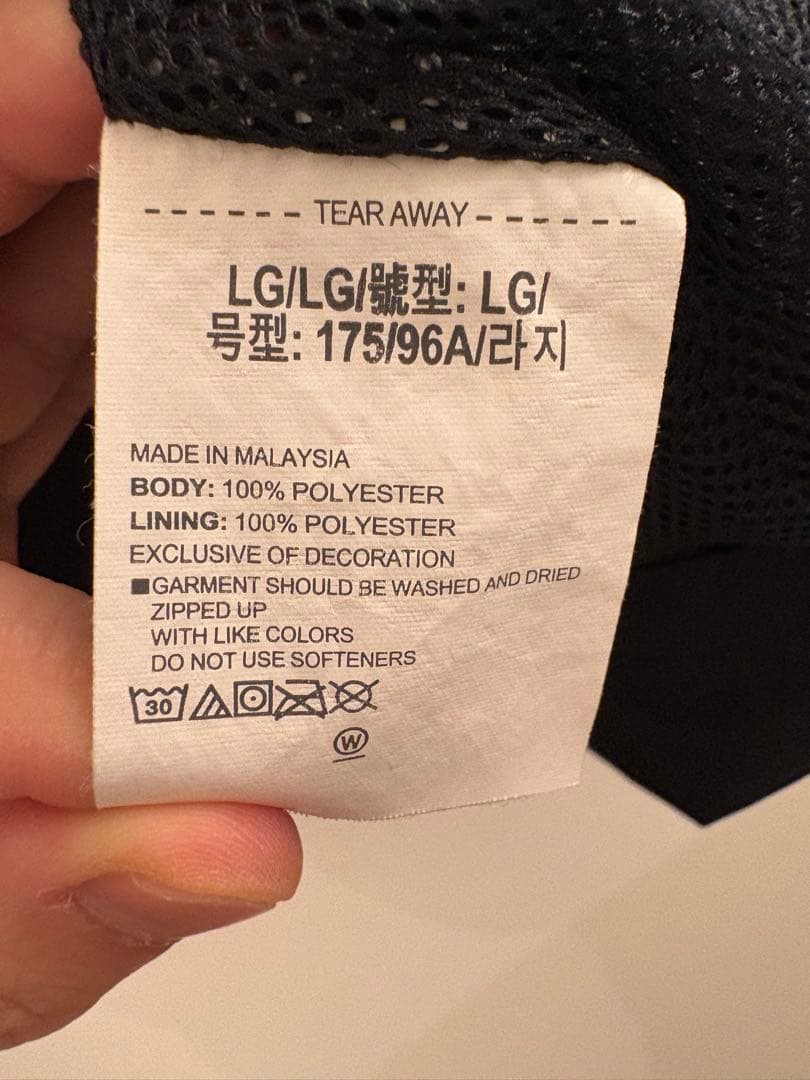 ------ TEAR AWAY ------
LG/LG/號型: LG/
号型: 175/96A/라지
MADE IN MALAYSIA
BODY: 100% POLYESTER
LINING: 100% POLYESTER
EXCLUSIVE OF DECORATION
■GARMENT SHOULD BE WASHED AND DRIED
ZIPPED UP
WITH LIKE COLORS
DO NOT USE SOFTENERS
30
W